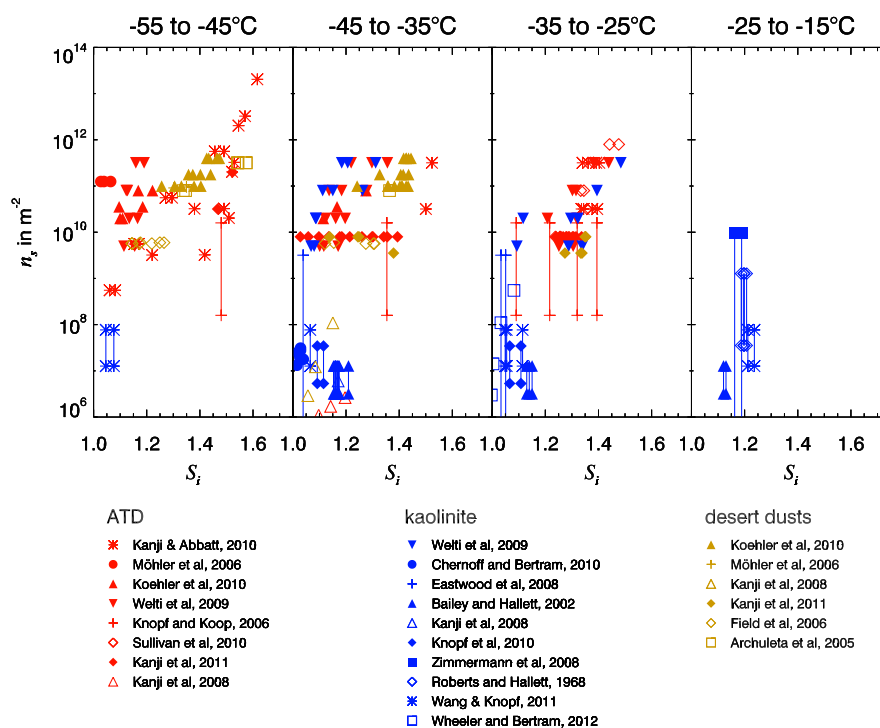 -55 to -45°C -45 to -35°C -35 to -25°C -25 to -15°C
10^14
10^12
10^10
10^8
10^6
n_s in m^-2
1.0 1.2 1.4 1.6 1.0 1.2 1.4 1.6 1.0 1.2 1.4 1.6 1.0 1.2 1.4 1.6
S_i S_i S_i S_i
ATD
Kanji & Abbatt, 2010
Möhler et al, 2006
Koehler et al, 2010
Welti et al, 2009
Knopf and Koop, 2006
Sullivan et al, 2010
Kanji et al, 2011
Kanji et al, 2008
kaolinite
Welti et al, 2009
Chernoff and Bertram, 2010
Eastwood et al, 2008
Bailey and Hallett, 2002
Kanji et al, 2008
Knopf et al, 2010
Zimmermann et al, 2008
Roberts and Hallett, 1968
Wang & Knopf, 2011
Wheeler and Bertram, 2012
desert dusts
Koehler et al, 2010
Möhler et al, 2006
Kanji et al, 2008
Kanji et al, 2011
Field et al, 2006
Archuleta et al, 2005